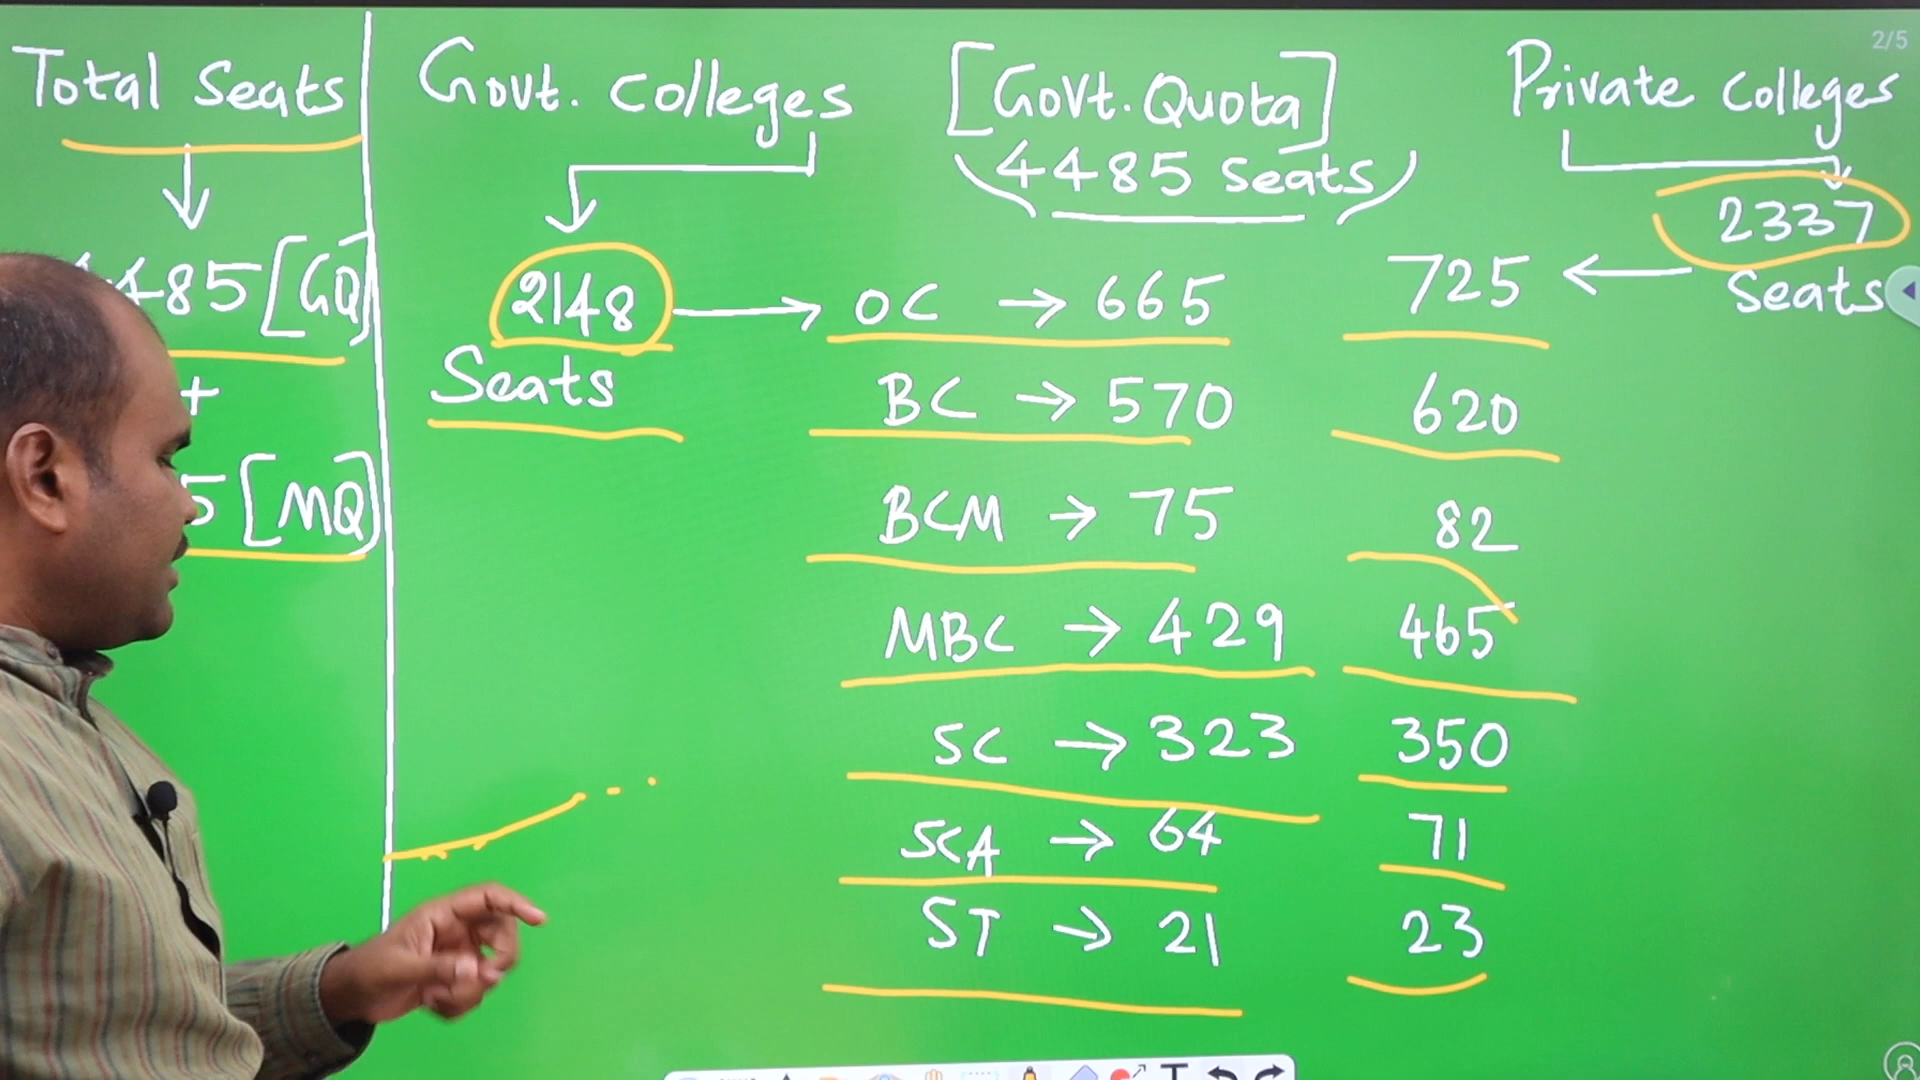 2/5
Total Seats
485 [GQ]
+
5 [MQ]
Govt. Colleges [Govt. Quota] Private Colleges
(4485 Seats)
2337
Seats
2148 → OC → 665 725 ←
Seats
BC → 570 620
BCM → 75 82
MBC → 429 465
SC → 323 350
SCA → 64 71
ST → 21 23
T